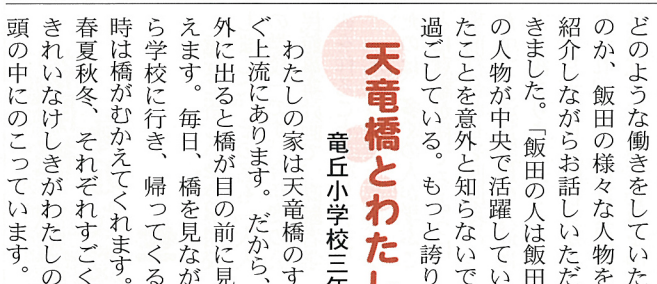 どのような働きをしていた
のか、飯田の様々な人物を
紹介しながらお話しいただ
きました。「飯田の人は飯田
の人物が中央で活躍してい
たことを意外と知らないで
過ごしている。もっと誇り
天竜橋とわたし
竜丘小学校三年
わたしの家は天竜橋のす
ぐ上流にあります。だから、
外に出ると橋が目の前に見
えます。毎日、橋を見なが
ら学校に行き、帰ってくる
時は橋がむかえてくれます。
春夏秋冬、それぞれすごく
きれいなけしきがわたしの
頭の中にのこっています。